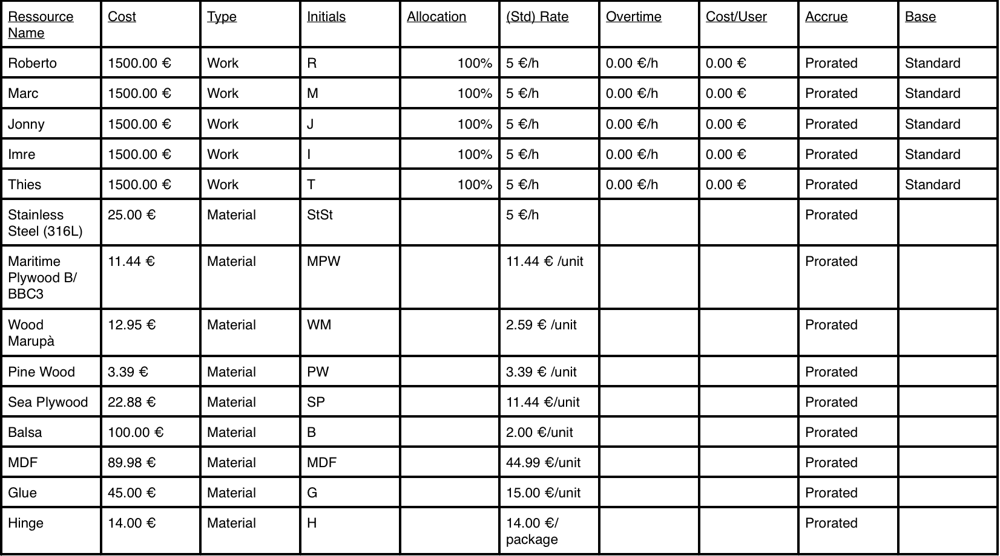 Ressource Name Cost Type Initials Allocation (Std) Rate Overtime Cost/User Accrue Base
Roberto 1500.00 € Work R 100% 5 €/h 0.00 €/h 0.00 € Prorated Standard
Marc 1500.00 € Work M 100% 5 €/h 0.00 €/h 0.00 € Prorated Standard
Jonny 1500.00 € Work J 100% 5 €/h 0.00 €/h 0.00 € Prorated Standard
Imre 1500.00 € Work I 100% 5 €/h 0.00 €/h 0.00 € Prorated Standard
Thies 1500.00 € Work T 100% 5 €/h 0.00 €/h 0.00 € Prorated Standard
Stainless Steel (316L) 25.00 € Material StSt 5 €/h Prorated
Maritime Plywood B/ BBC3 11.44 € Material MPW 11.44 € /unit Prorated
Wood Marupà 12.95 € Material WM 2.59 € /unit Prorated
Pine Wood 3.39 € Material PW 3.39 € /unit Prorated
Sea Plywood 22.88 € Material SP 11.44 €/unit Prorated
Balsa 100.00 € Material B 2.00 €/unit Prorated
MDF 89.98 € Material MDF 44.99 €/unit Prorated
Glue 45.00 € Material G 15.00 €/unit Prorated
Hinge 14.00 € Material H 14.00 €/ package Prorated